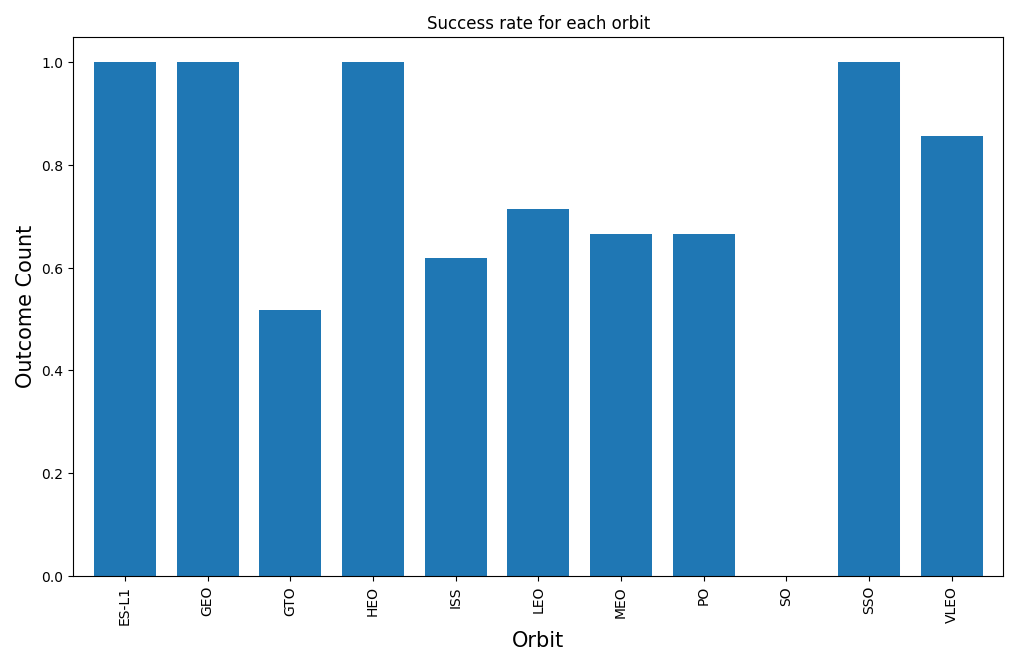 Success rate for each orbit
Outcome Count
1.0
0.8
0.6
0.4
0.2
0.0
ES-L1
GEO
GTO
HEO
ISS
LEO
MEO
PO
SO
SSO
VLEO
Orbit